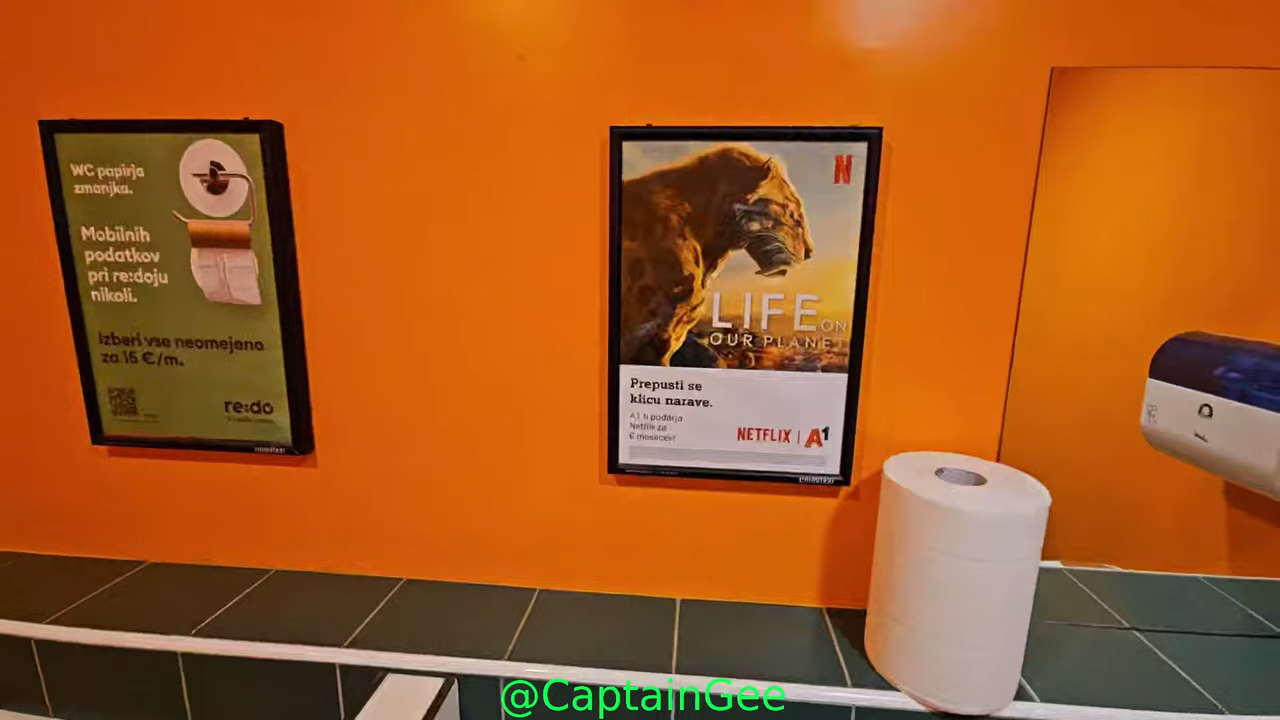 WC papirja
zmanjka.
Mobilnih
podatkov
pri re:doju
nikoli.
Izberi vse neomejeno
za 15 €/m.
re:do
N
LIFE ON
OUR PLANET
Prepusti se
klicu narave.
A1 ti podarja
Netflix za
6 mesecev!
NETFLIX | A1
@CaptainGee